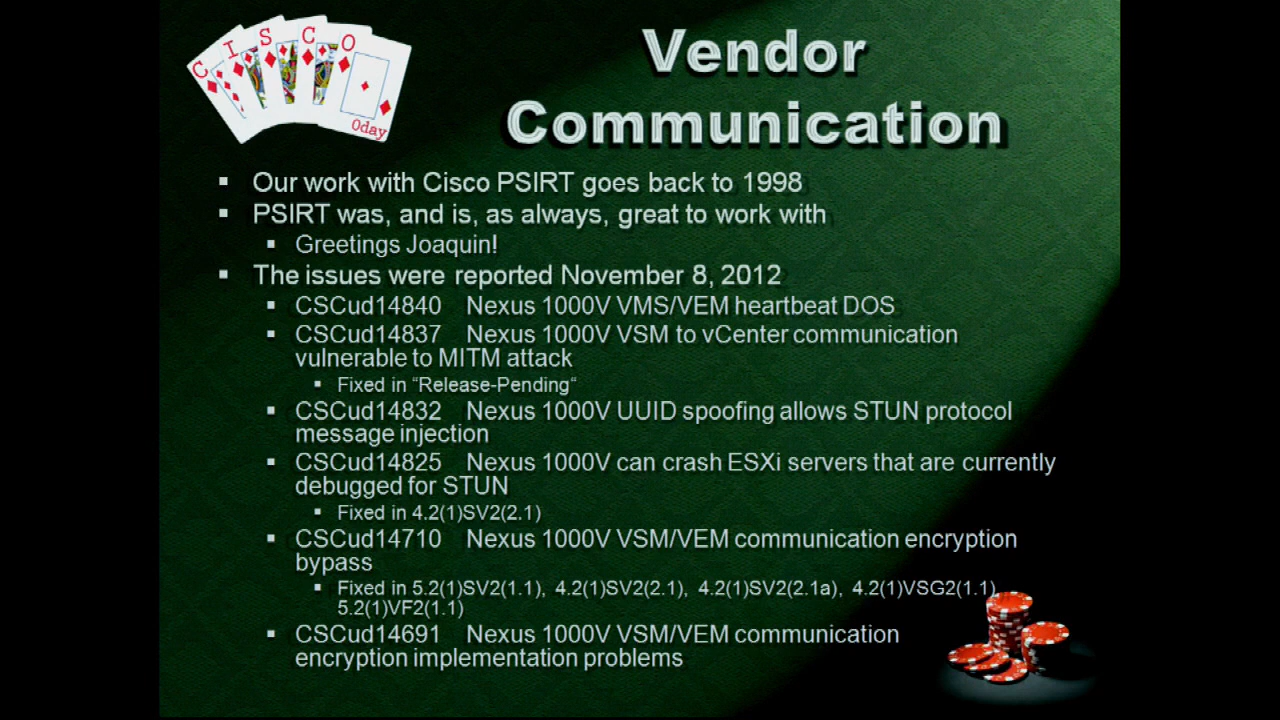 C I S C O
0day
Vendor
Communication
▪ Our work with Cisco PSIRT goes back to 1998
▪ PSIRT was, and is, as always, great to work with
▪ Greetings Joaquin!
▪ The issues were reported November 8, 2012
▪ CSCud14840 Nexus 1000V VMS/VEM heartbeat DOS
▪ CSCud14837 Nexus 1000V VSM to vCenter communication
vulnerable to MITM attack
▪ Fixed in “Release-Pending“
▪ CSCud14832 Nexus 1000V UUID spoofing allows STUN protocol
message injection
▪ CSCud14825 Nexus 1000V can crash ESXi servers that are currently
debugged for STUN
▪ Fixed in 4.2(1)SV2(2.1)
▪ CSCud14710 Nexus 1000V VSM/VEM communication encryption
bypass
▪ Fixed in 5.2(1)SV2(1.1), 4.2(1)SV2(2.1), 4.2(1)SV2(2.1a), 4.2(1)VSG2(1.1),
5.2(1)VF2(1.1)
▪ CSCud14691 Nexus 1000V VSM/VEM communication
encryption implementation problems